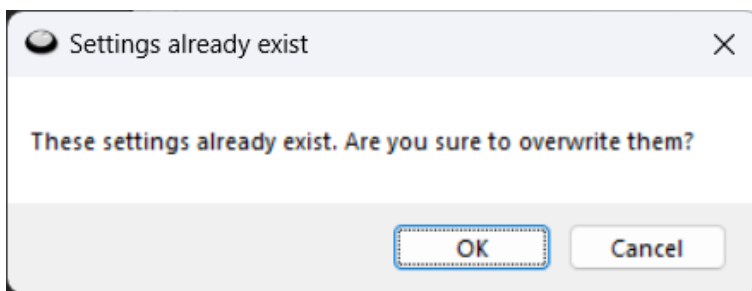 Settings already exist
These settings already exist. Are you sure to overwrite them?
OK
Cancel